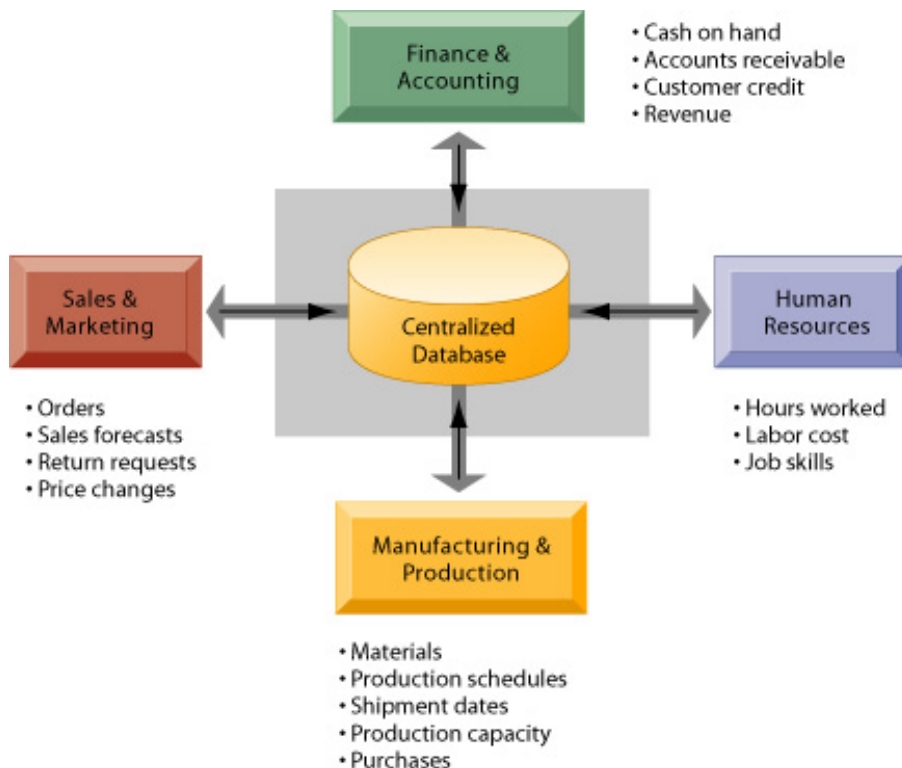 Finance &
Accounting
• Cash on hand
• Accounts receivable
• Customer credit
• Revenue
Sales &
Marketing
Centralized
Database
Human
Resources
• Orders
• Sales forecasts
• Return requests
• Price changes
• Hours worked
• Labor cost
• Job skills
Manufacturing &
Production
• Materials
• Production schedules
• Shipment dates
• Production capacity
• Purchases